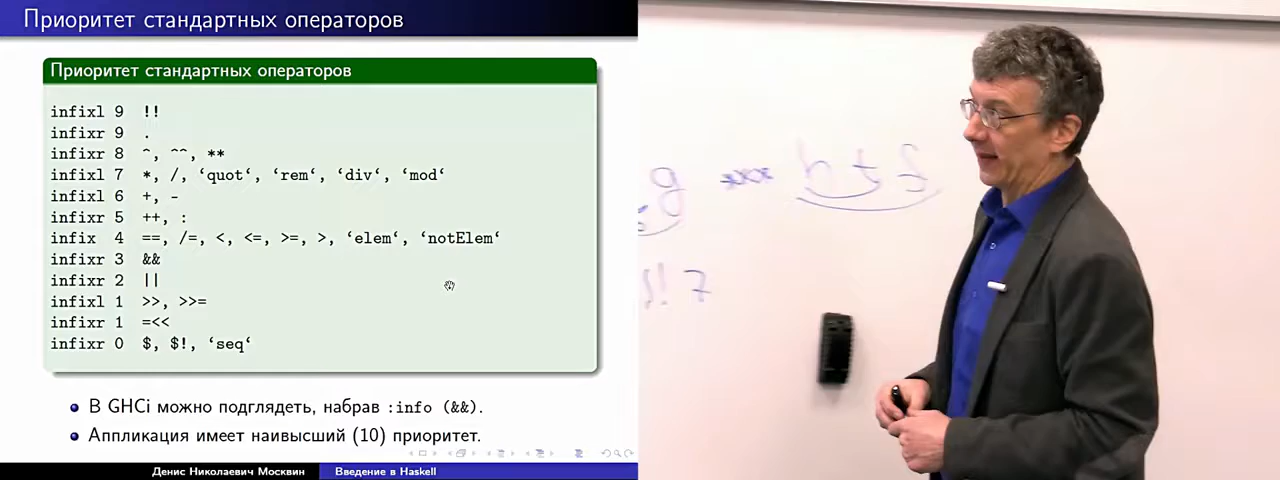 Приоритет стандартных операторов
Приоритет стандартных операторов
infixl 9 !!
infixr 9 .
infixr 8 ^, ^^, **
infixl 7 *, /, ‘quot‘, ‘rem‘, ‘div‘, ‘mod‘
infixl 6 +, -
infixr 5 ++, :
infix 4 ==, /=, <, <=, >=, >, ‘elem‘, ‘notElem‘
infixr 3 &&
infixr 2 ||
infixl 1 >>, >>=
infixr 1 =<<
infixr 0 $, $!, ‘seq‘
В GHCi можно подглядеть, набрав :info (&&).
Аппликация имеет наивысший (10) приоритет.
Денис Николаевич Москвин Введение в Haskell
g *** h
!! 7